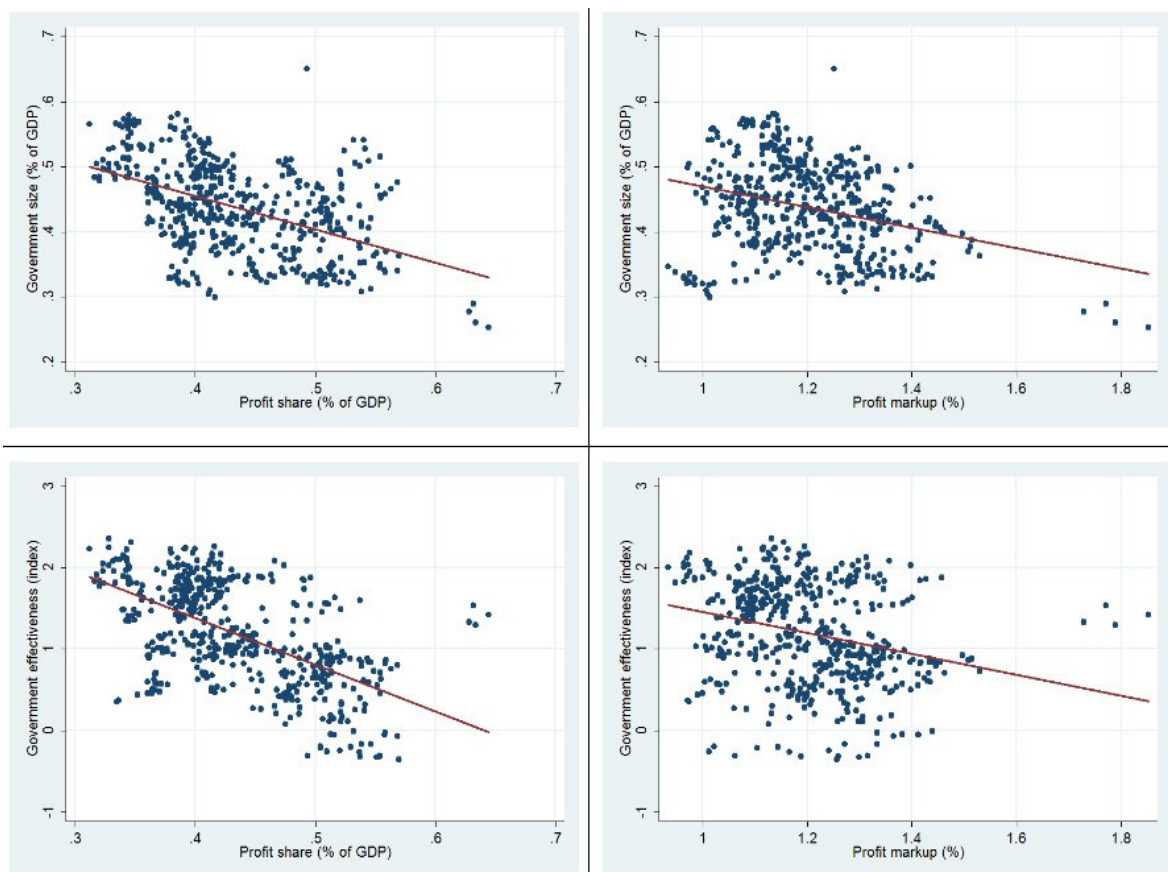 .7
.6
.5
.4
.3
.2
Government size (% of GDP)
.3 .4 .5 .6 .7
Profit share (% of GDP)
.7
.6
.5
.4
.3
.2
Government size (% of GDP)
1 1.2 1.4 1.6 1.8
Profit markup (%)
3
2
1
0
-1
Government effectiveness (index)
.3 .4 .5 .6 .7
Profit share (% of GDP)
3
2
1
0
-1
Government effectiveness (index)
1 1.2 1.4 1.6 1.8
Profit markup (%)